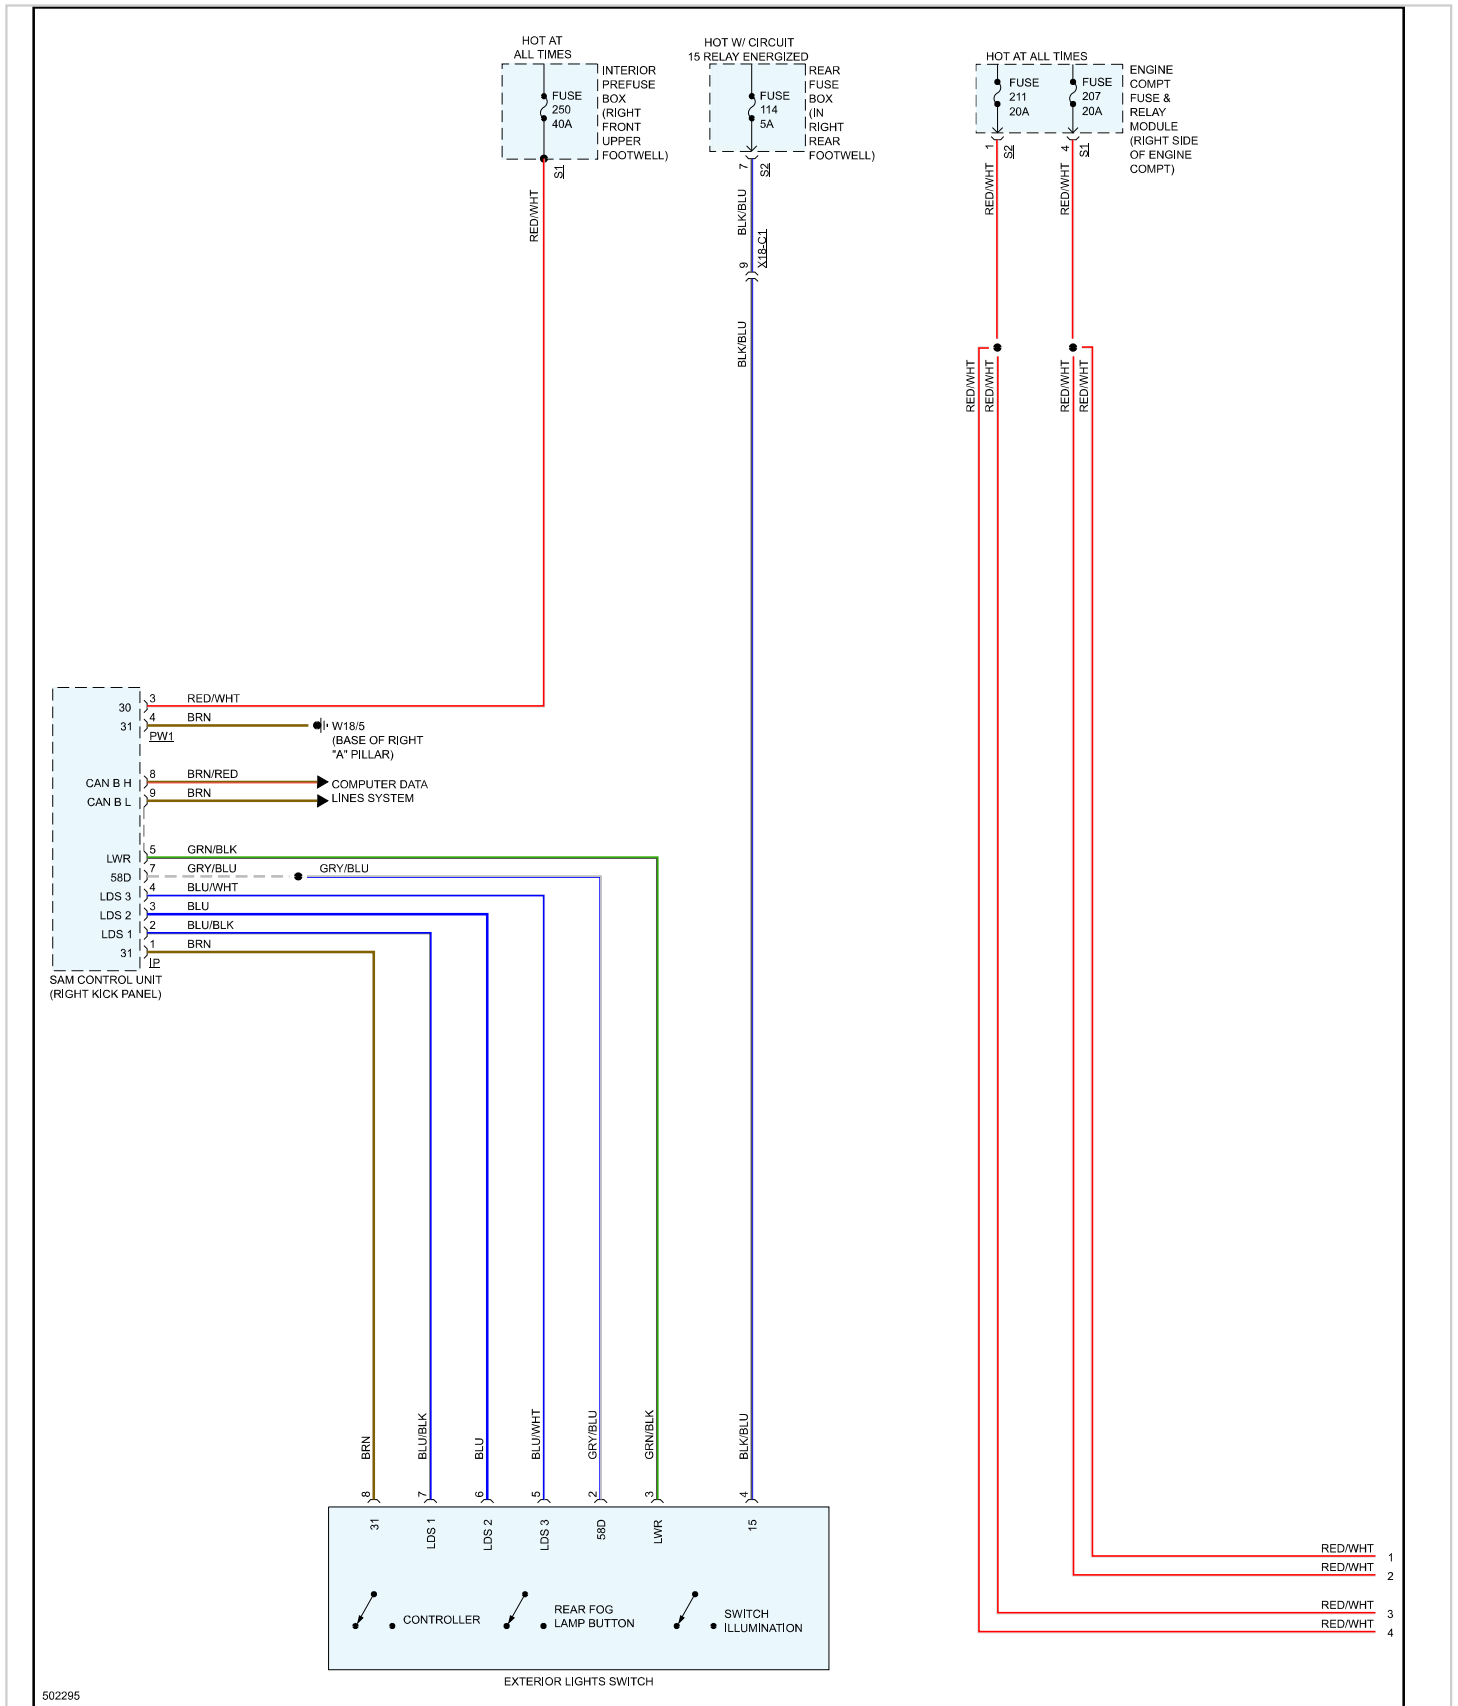 HOT AT
ALL TIMES
INTERIOR
PREFUSE
BOX
(RIGHT
FRONT
UPPER
FOOTWELL)
FUSE
250
40A
S1
RED/WHT
HOT W/ CIRCUIT
15 RELAY ENERGIZED
REAR
FUSE
BOX
(IN
RIGHT
REAR
FOOTWELL)
FUSE
114
5A
7
S2
BLK/BLU
9
X18-C1
BLK/BLU
HOT AT ALL TIMES
ENGINE
COMPT
FUSE &
RELAY
MODULE
(RIGHT SIDE
OF ENGINE
COMPT)
FUSE
211
20A
FUSE
207
20A
1
S2
4
S1
RED/WHT
RED/WHT
RED/WHT
RED/WHT
RED/WHT
RED/WHT
30
3
RED/WHT
31
4
BRN
PW1
W18/5
(BASE OF RIGHT
"A" PILLAR)
CAN B H
8
BRN/RED
CAN B L
9
BRN
COMPUTER DATA
LINES SYSTEM
LWR
5
GRN/BLK
58D
7
GRY/BLU
GRY/BLU
LDS 3
4
BLU/WHT
LDS 2
3
BLU
LDS 1
2
BLU/BLK
31
1
BRN
IP
SAM CONTROL UNIT
(RIGHT KICK PANEL)
BRN
BLU/BLK
BLU
BLU/WHT
GRY/BLU
GRN/BLK
BLK/BLU
8
7
6
5
2
3
4
31
LDS 1
LDS 2
LDS 3
58D
LWR
15
CONTROLLER
REAR FOG
LAMP BUTTON
SWITCH
ILLUMINATION
EXTERIOR LIGHTS SWITCH
RED/WHT
1
RED/WHT
2
RED/WHT
3
RED/WHT
4
502295